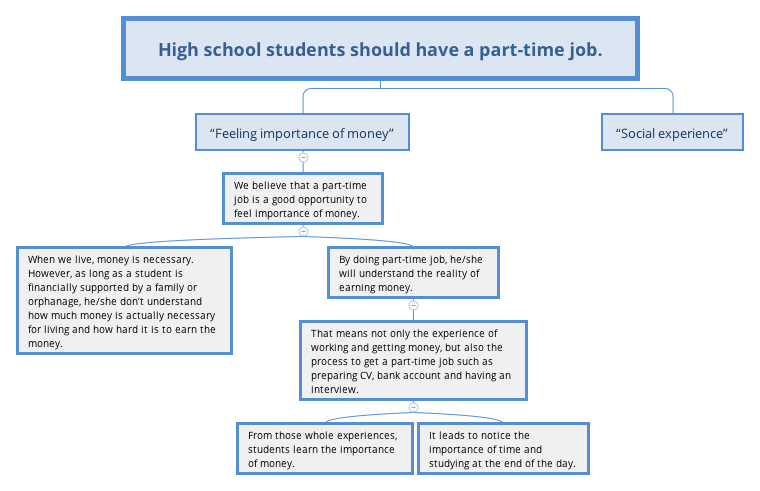 High school students should have a part-time job.
“Feeling importance of money”
“Social experience”
We believe that a part-time
job is a good opportunity to
feel importance of money.
When we live, money is necessary.
However, as long as a student is
financially supported by a family or
orphanage, he/she don’t understand
how much money is actually necessary
for living and how hard it is to earn the
money.
By doing part-time job, he/she
will understand the reality of
earning money.
That means not only the experience of
working and getting money, but also the
process to get a part-time job such as
preparing CV, bank account and having an
interview.
From those whole experiences,
students learn the importance
of money.
It leads to notice the
importance of time and
studying at the end of the day.